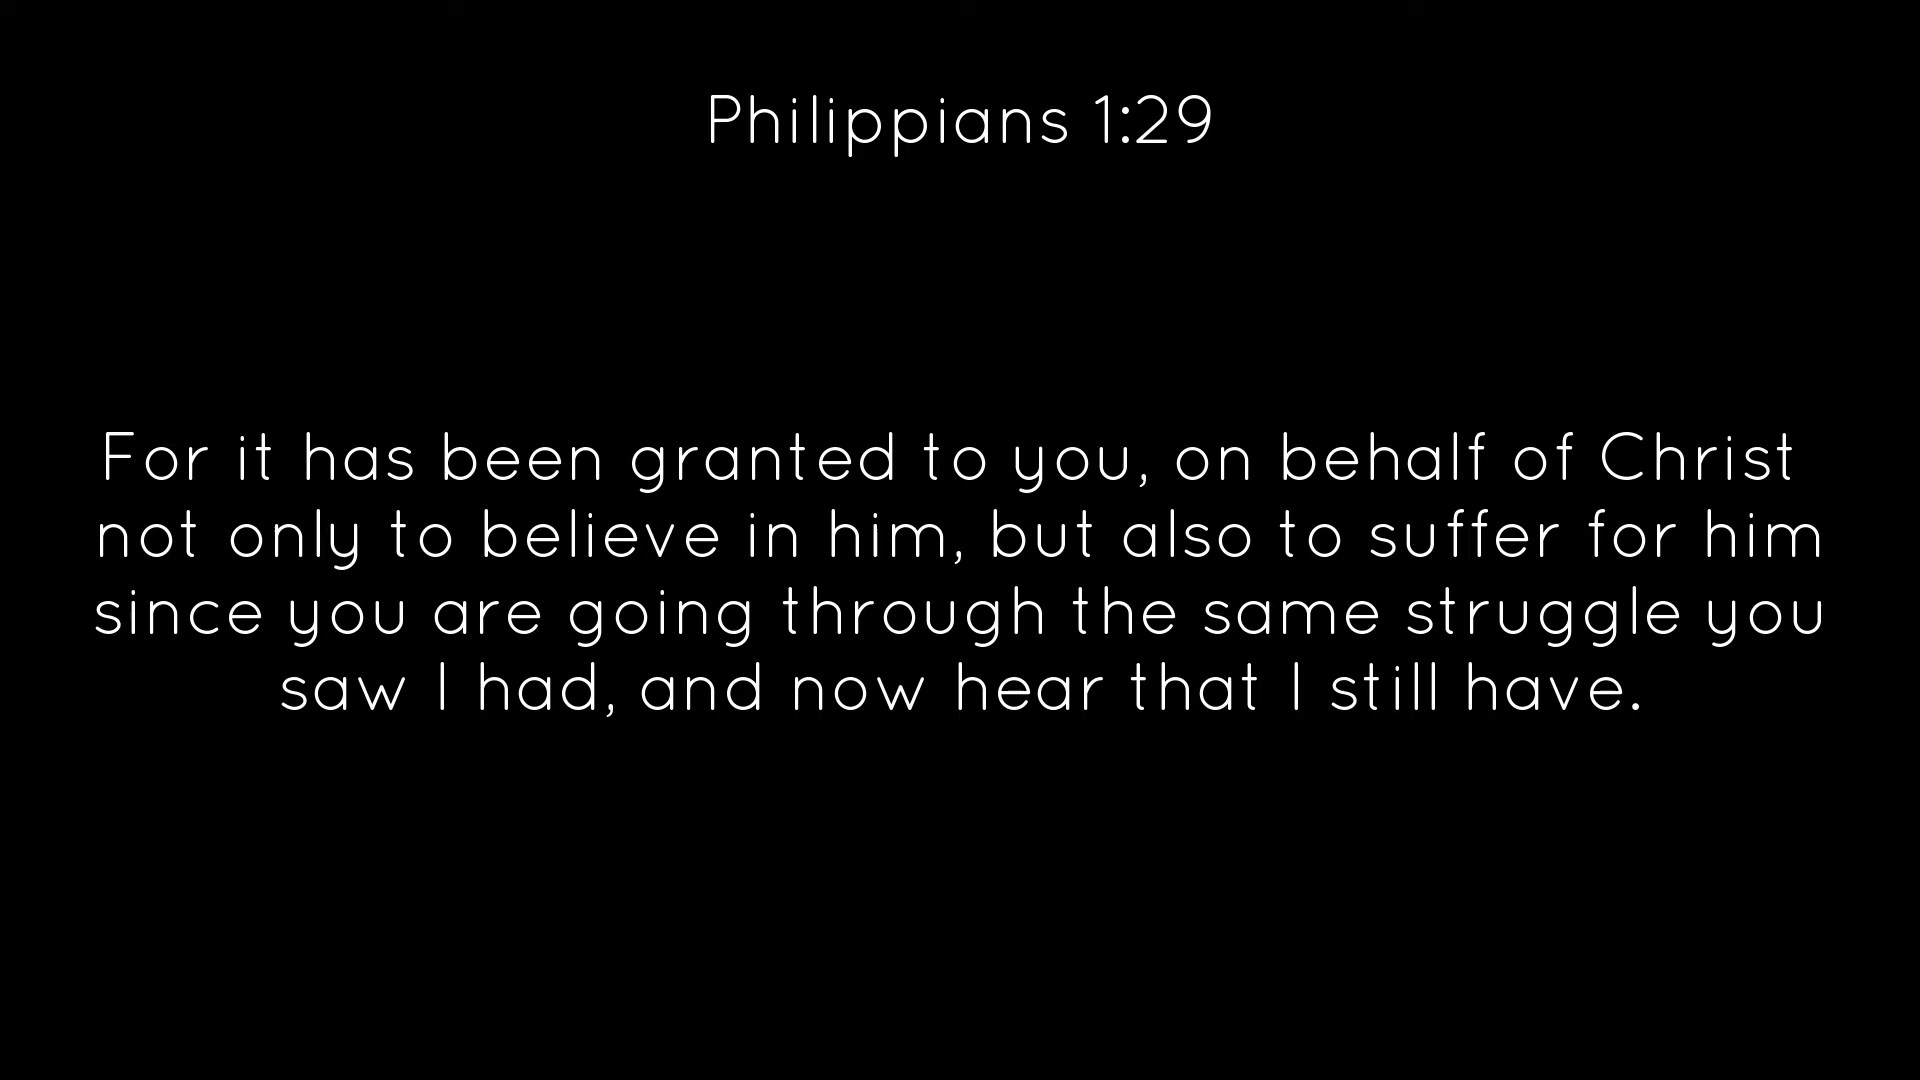 Philippians 1:29
For it has been granted to you, on behalf of Christ
not only to believe in him, but also to suffer for him
since you are going through the same struggle you
saw I had, and now hear that I still have.